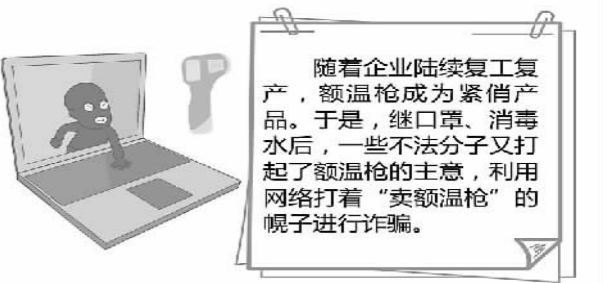 随着企业陆续复工复
产，额温枪成为紧俏产
品。于是，继口罩、消毒
水后，一些不法分子又打
起了额温枪的主意，利用
网络打着“卖额温枪”的
幌子进行诈骗。